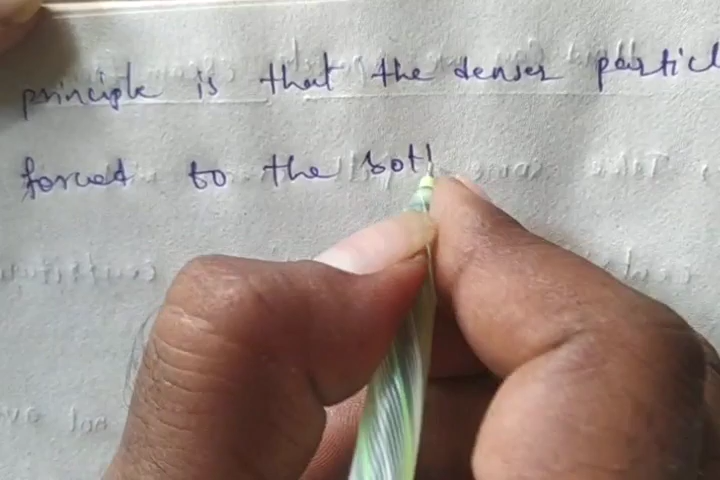 principle is that the denser particl
forced to the bott